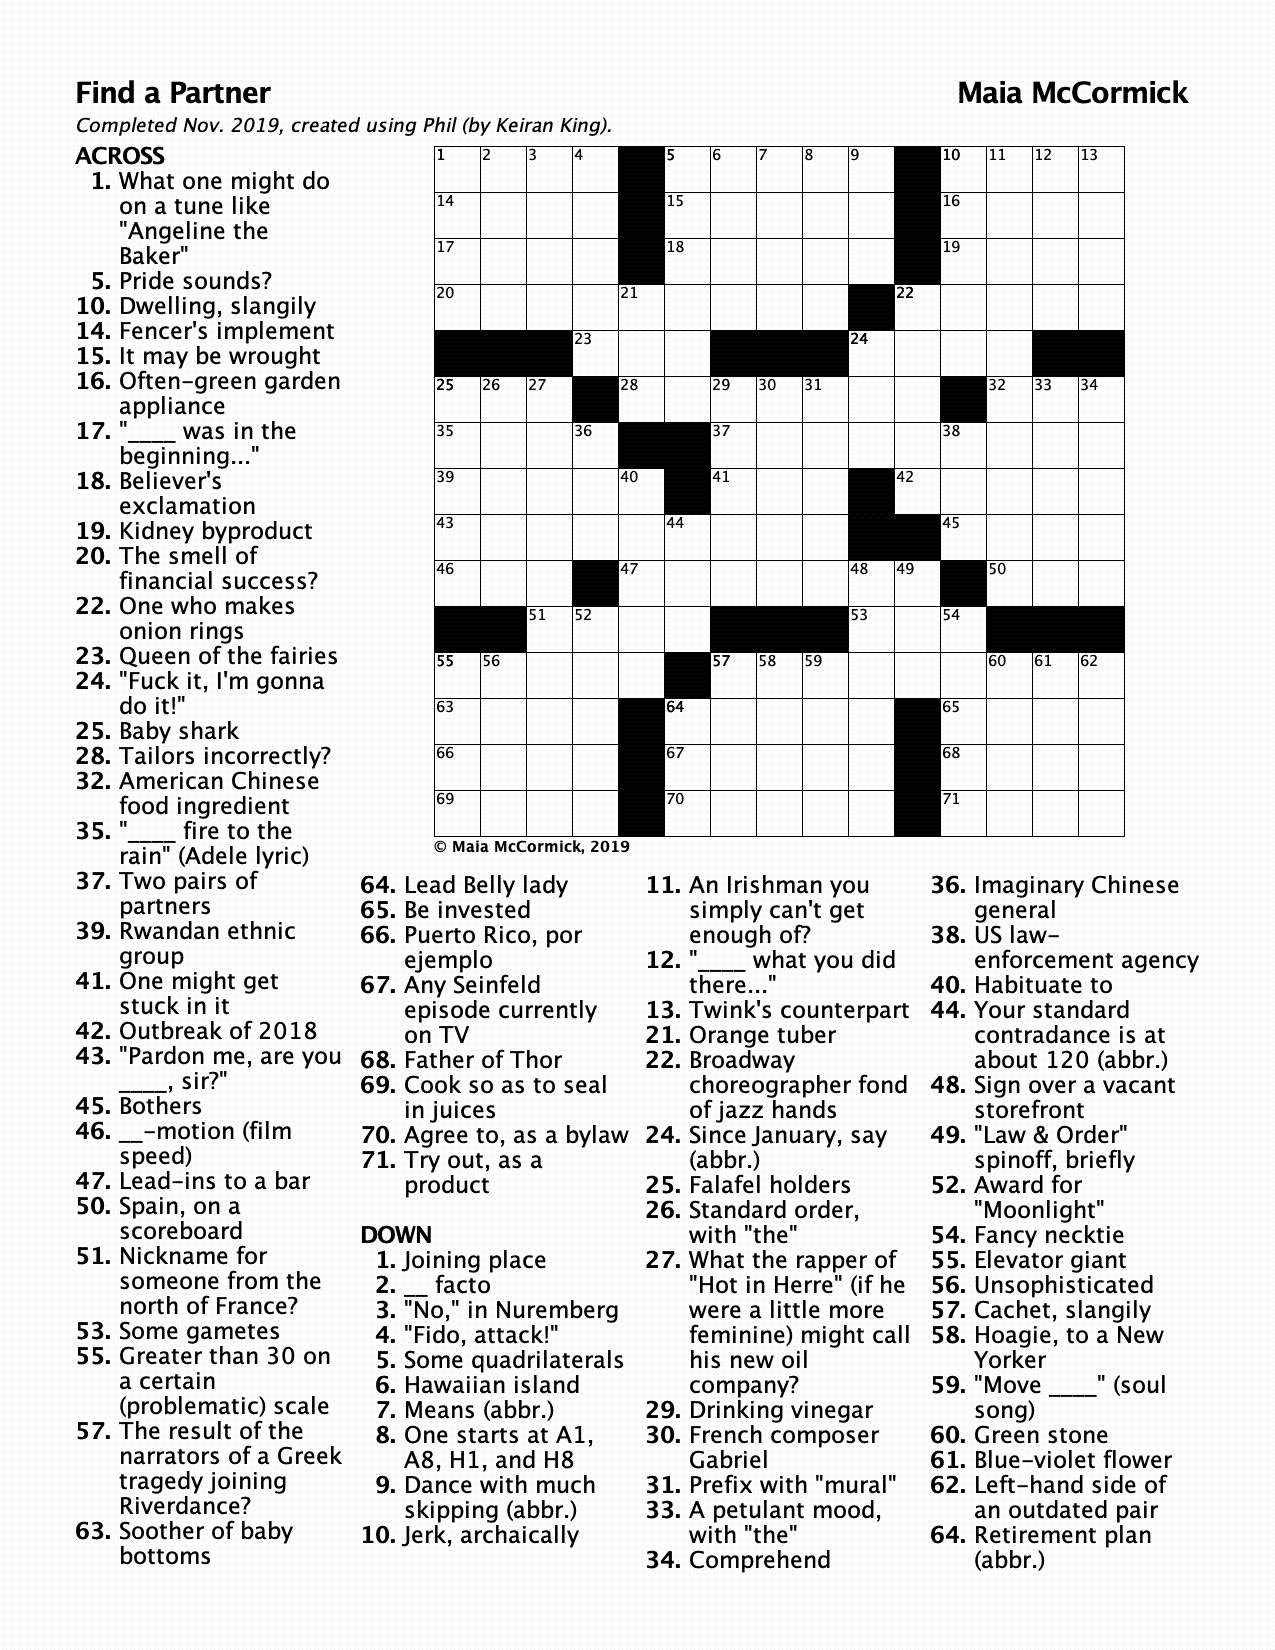 Find a Partner
Maia McCormick
Completed Nov. 2019, created using Phil (by Keiran King).
ACROSS
1. What one might do
on a tune like
"Angeline the
Baker"
5. Pride sounds?
10. Dwelling, slangily
14. Fencer's implement
15. It may be wrought
16. Often-green garden
appliance
17. "____ was in the
beginning..."
18. Believer's
exclamation
19. Kidney byproduct
20. The smell of
financial success?
22. One who makes
onion rings
23. Queen of the fairies
24. "Fuck it, I'm gonna
do it!"
25. Baby shark
28. Tailors incorrectly?
32. American Chinese
food ingredient
35. "____ fire to the
rain" (Adele lyric)
37. Two pairs of
partners
39. Rwandan ethnic
group
41. One might get
stuck in it
42. Outbreak of 2018
43. "Pardon me, are you
____, sir?"
45. Bothers
46. __-motion (film
speed)
47. Lead-ins to a bar
50. Spain, on a
scoreboard
51. Nickname for
someone from the
north of France?
53. Some gametes
55. Greater than 30 on
a certain
(problematic) scale
57. The result of the
narrators of a Greek
tragedy joining
Riverdance?
63. Soother of baby
bottoms
1 2 3 4 5 6 7 8 9 10 11 12 13
14 15 16
17 18 19
20 21 22
23 24
25 26 27 28 29 30 31 32 33 34
35 36 37 38
39 40 41 42
43 44 45
46 47 48 49 50
51 52 53 54
55 56 57 58 59 60 61 62
63 64 65
66 67 68
69 70 71
© Maia McCormick, 2019
64. Lead Belly lady
65. Be invested
66. Puerto Rico, por
ejemplo
67. Any Seinfeld
episode currently
on TV
68. Father of Thor
69. Cook so as to seal
in juices
70. Agree to, as a bylaw
71. Try out, as a
product
DOWN
1. Joining place
2. __ facto
3. "No," in Nuremberg
4. "Fido, attack!"
5. Some quadrilaterals
6. Hawaiian island
7. Means (abbr.)
8. One starts at A1,
A8, H1, and H8
9. Dance with much
skipping (abbr.)
10. Jerk, archaically
11. An Irishman you
simply can't get
enough of?
12. "____ what you did
there..."
13. Twink's counterpart
21. Orange tuber
22. Broadway
choreographer fond
of jazz hands
24. Since January, say
(abbr.)
25. Falafel holders
26. Standard order,
with "the"
27. What the rapper of
"Hot in Herre" (if he
were a little more
feminine) might call
his new oil
company?
29. Drinking vinegar
30. French composer
Gabriel
31. Prefix with "mural"
33. A petulant mood,
with "the"
34. Comprehend
36. Imaginary Chinese
general
38. US law-
enforcement agency
40. Habituate to
44. Your standard
contradance is at
about 120 (abbr.)
48. Sign over a vacant
storefront
49. "Law & Order"
spinoff, briefly
52. Award for
"Moonlight"
54. Fancy necktie
55. Elevator giant
56. Unsophisticated
57. Cachet, slangily
58. Hoagie, to a New
Yorker
59. "Move ____" (soul
song)
60. Green stone
61. Blue-violet flower
62. Left-hand side of
an outdated pair
64. Retirement plan
(abbr.)